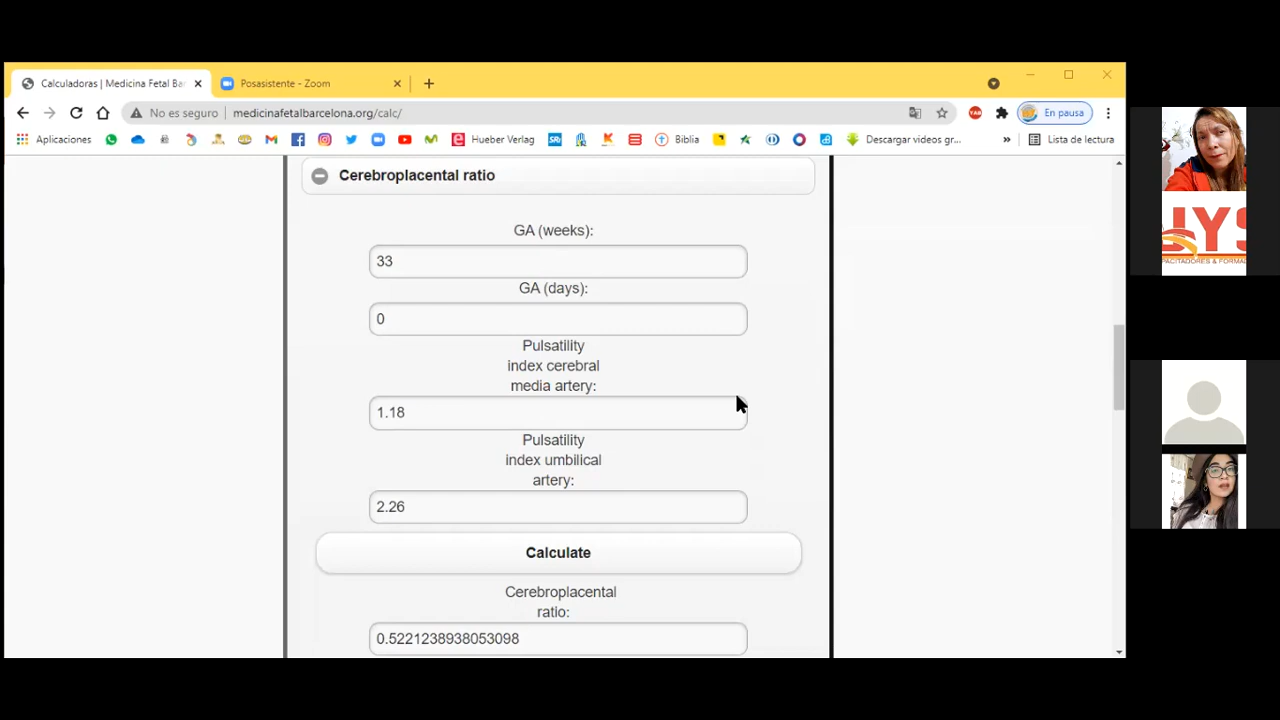 Calculadoras | Medicina Fetal Ba
Posasistente - Zoom
No es seguro
medicinafetalbarcelona.org/calc/
En pausa
Aplicaciones
Hueber Verlag
Biblia
Descargar videos gr...
»
Lista de lectura
Cerebroplacental ratio
GA (weeks):
33
GA (days):
0
Pulsatility
index cerebral
media artery:
1.18
Pulsatility
index umbilical
artery:
2.26
Calculate
Cerebroplacental
ratio:
0.5221238938053098